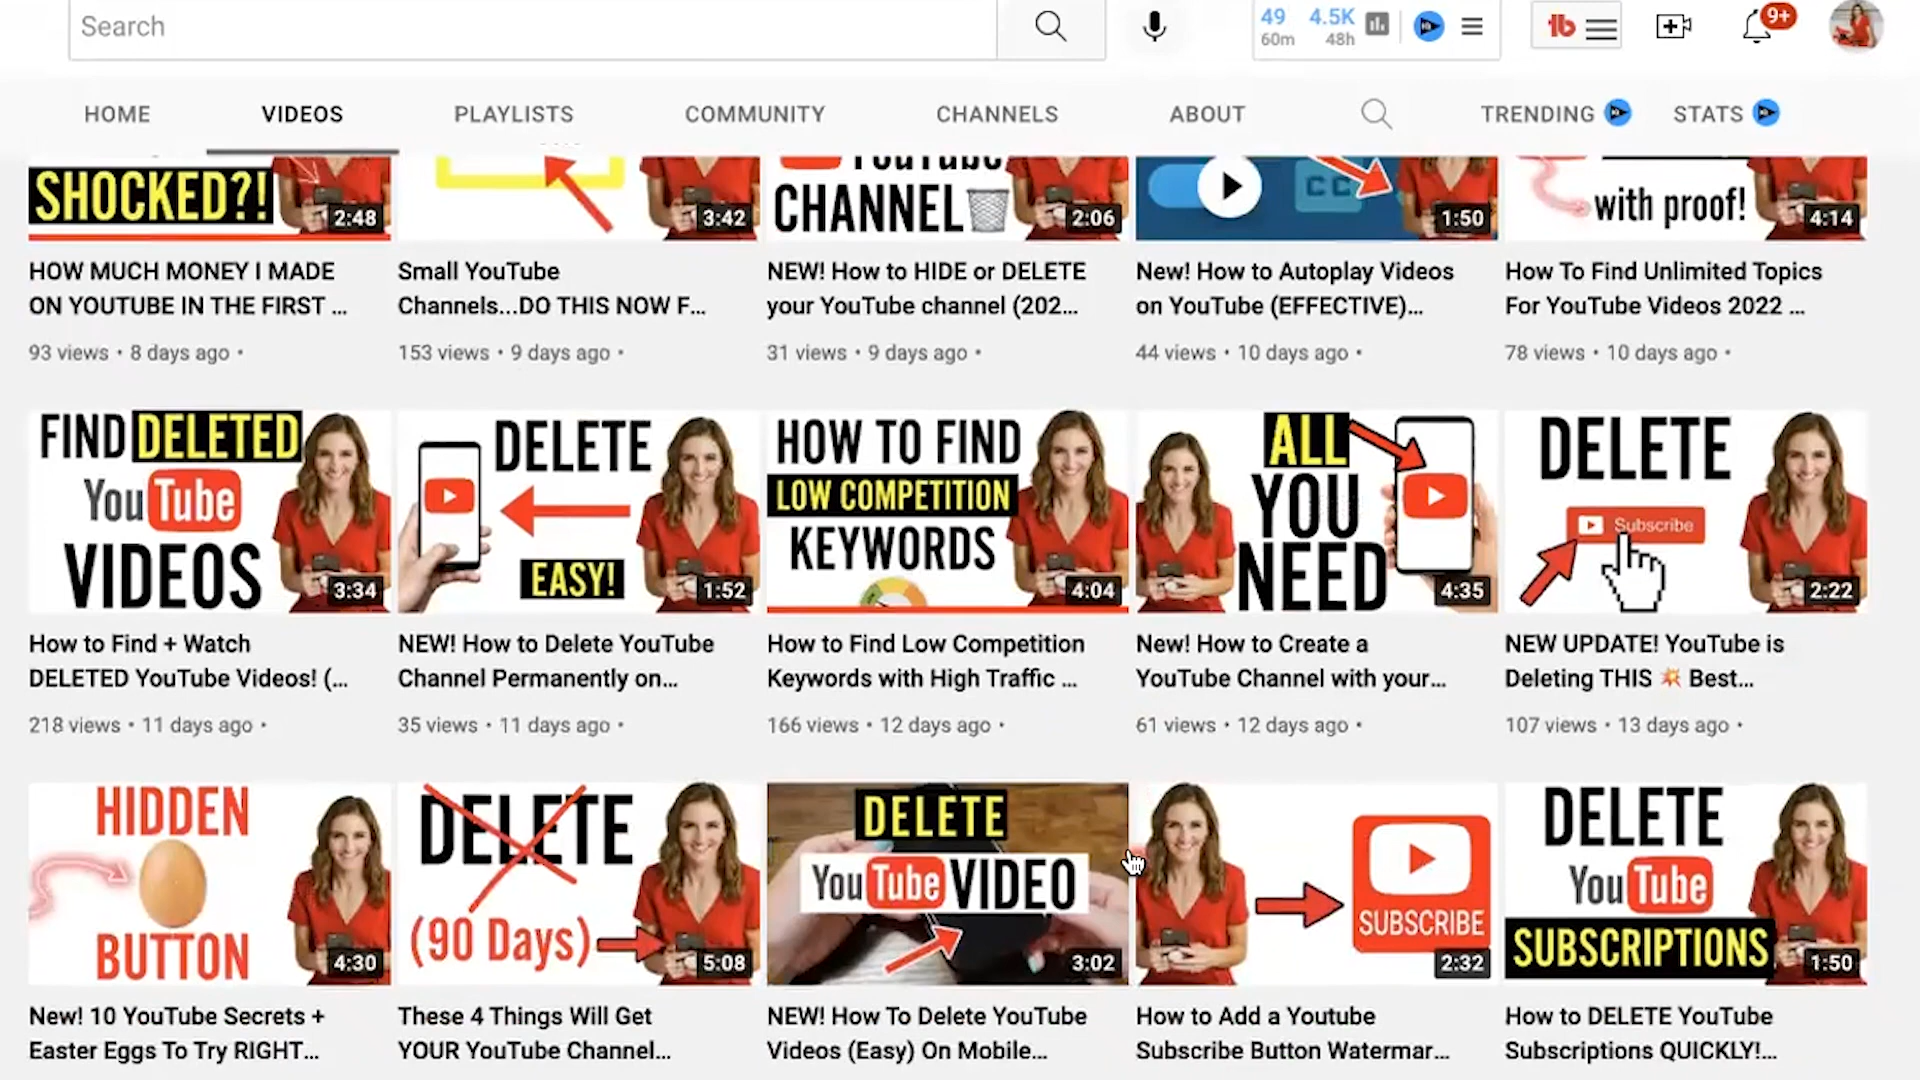 Search
49
60m
4.5K
48h
9+
HOME
VIDEOS
PLAYLISTS
COMMUNITY
CHANNELS
ABOUT
TRENDING
STATS
SHOCKED?!
2:48
3:42
YouTube
CHANNEL
2:06
CC
1:50
with proof!
4:14
HOW MUCH MONEY I MADE
ON YOUTUBE IN THE FIRST ...
93 views • 8 days ago •
Small YouTube
Channels...DO THIS NOW F...
153 views • 9 days ago •
NEW! How to HIDE or DELETE
your YouTube channel (202...
31 views • 9 days ago •
New! How to Autoplay Videos
on YouTube (EFFECTIVE)...
44 views • 10 days ago •
How To Find Unlimited Topics
For YouTube Videos 2022 ...
78 views • 10 days ago •
FIND DELETED
YouTube
VIDEOS
3:34
DELETE
EASY!
1:52
HOW TO FIND
LOW COMPETITION
KEYWORDS
4:04
ALL
YOU
NEED
4:35
DELETE
Subscribe
2:22
How to Find + Watch
DELETED YouTube Videos! (...
218 views • 11 days ago •
NEW! How to Delete YouTube
Channel Permanently on...
35 views • 11 days ago •
How to Find Low Competition
Keywords with High Traffic ...
166 views • 12 days ago •
New! How to Create a
YouTube Channel with your...
61 views • 12 days ago •
NEW UPDATE! YouTube is
Deleting THIS 💥 Best...
107 views • 13 days ago •
HIDDEN
BUTTON
4:30
DELETE
(90 Days)
5:08
DELETE
YouTube VIDEO
3:02
SUBSCRIBE
2:32
DELETE
YouTube
SUBSCRIPTIONS
1:50
New! 10 YouTube Secrets +
Easter Eggs To Try RIGHT...
These 4 Things Will Get
YOUR YouTube Channel...
NEW! How To Delete YouTube
Videos (Easy) On Mobile...
How to Add a Youtube
Subscribe Button Watermar...
How to DELETE YouTube
Subscriptions QUICKLY!...